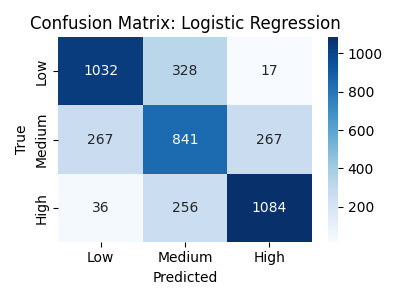 Confusion Matrix: Logistic Regression
True
Low 1032 328 17
Medium 267 841 267
High 36 256 1084
Low Medium High
Predicted
1000
800
600
400
200